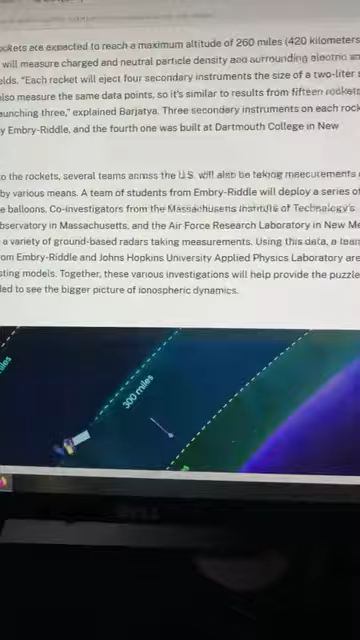 ockets are expected to reach a maximum altitude of 260 miles (420 kilometers
will measure charged and neutral particle density and surrounding electric an
elds. “Each rocket will eject four secondary instruments the size of a two-liter
also measure the same data points, so it's similar to results from fifteen rockets
aunching three,” explained Barjatya. Three secondary instruments on each rock
y Embry-Riddle, and the fourth one was built at Dartmouth College in New
to the rockets, several teams across the U.S. will also be taking measurements
by various means. A team of students from Embry-Riddle will deploy a series of
e balloons. Co-investigators from the Massachusetts Institute of Technology's
bservatory in Massachusetts, and the Air Force Research Laboratory in New Me
a variety of ground-based radars taking measurements. Using this data, a team
om Embry-Riddle and Johns Hopkins University Applied Physics Laboratory are
sting models. Together, these various investigations will help provide the puzzle
ded to see the bigger picture of ionospheric dynamics.
iles
300 miles
DELL